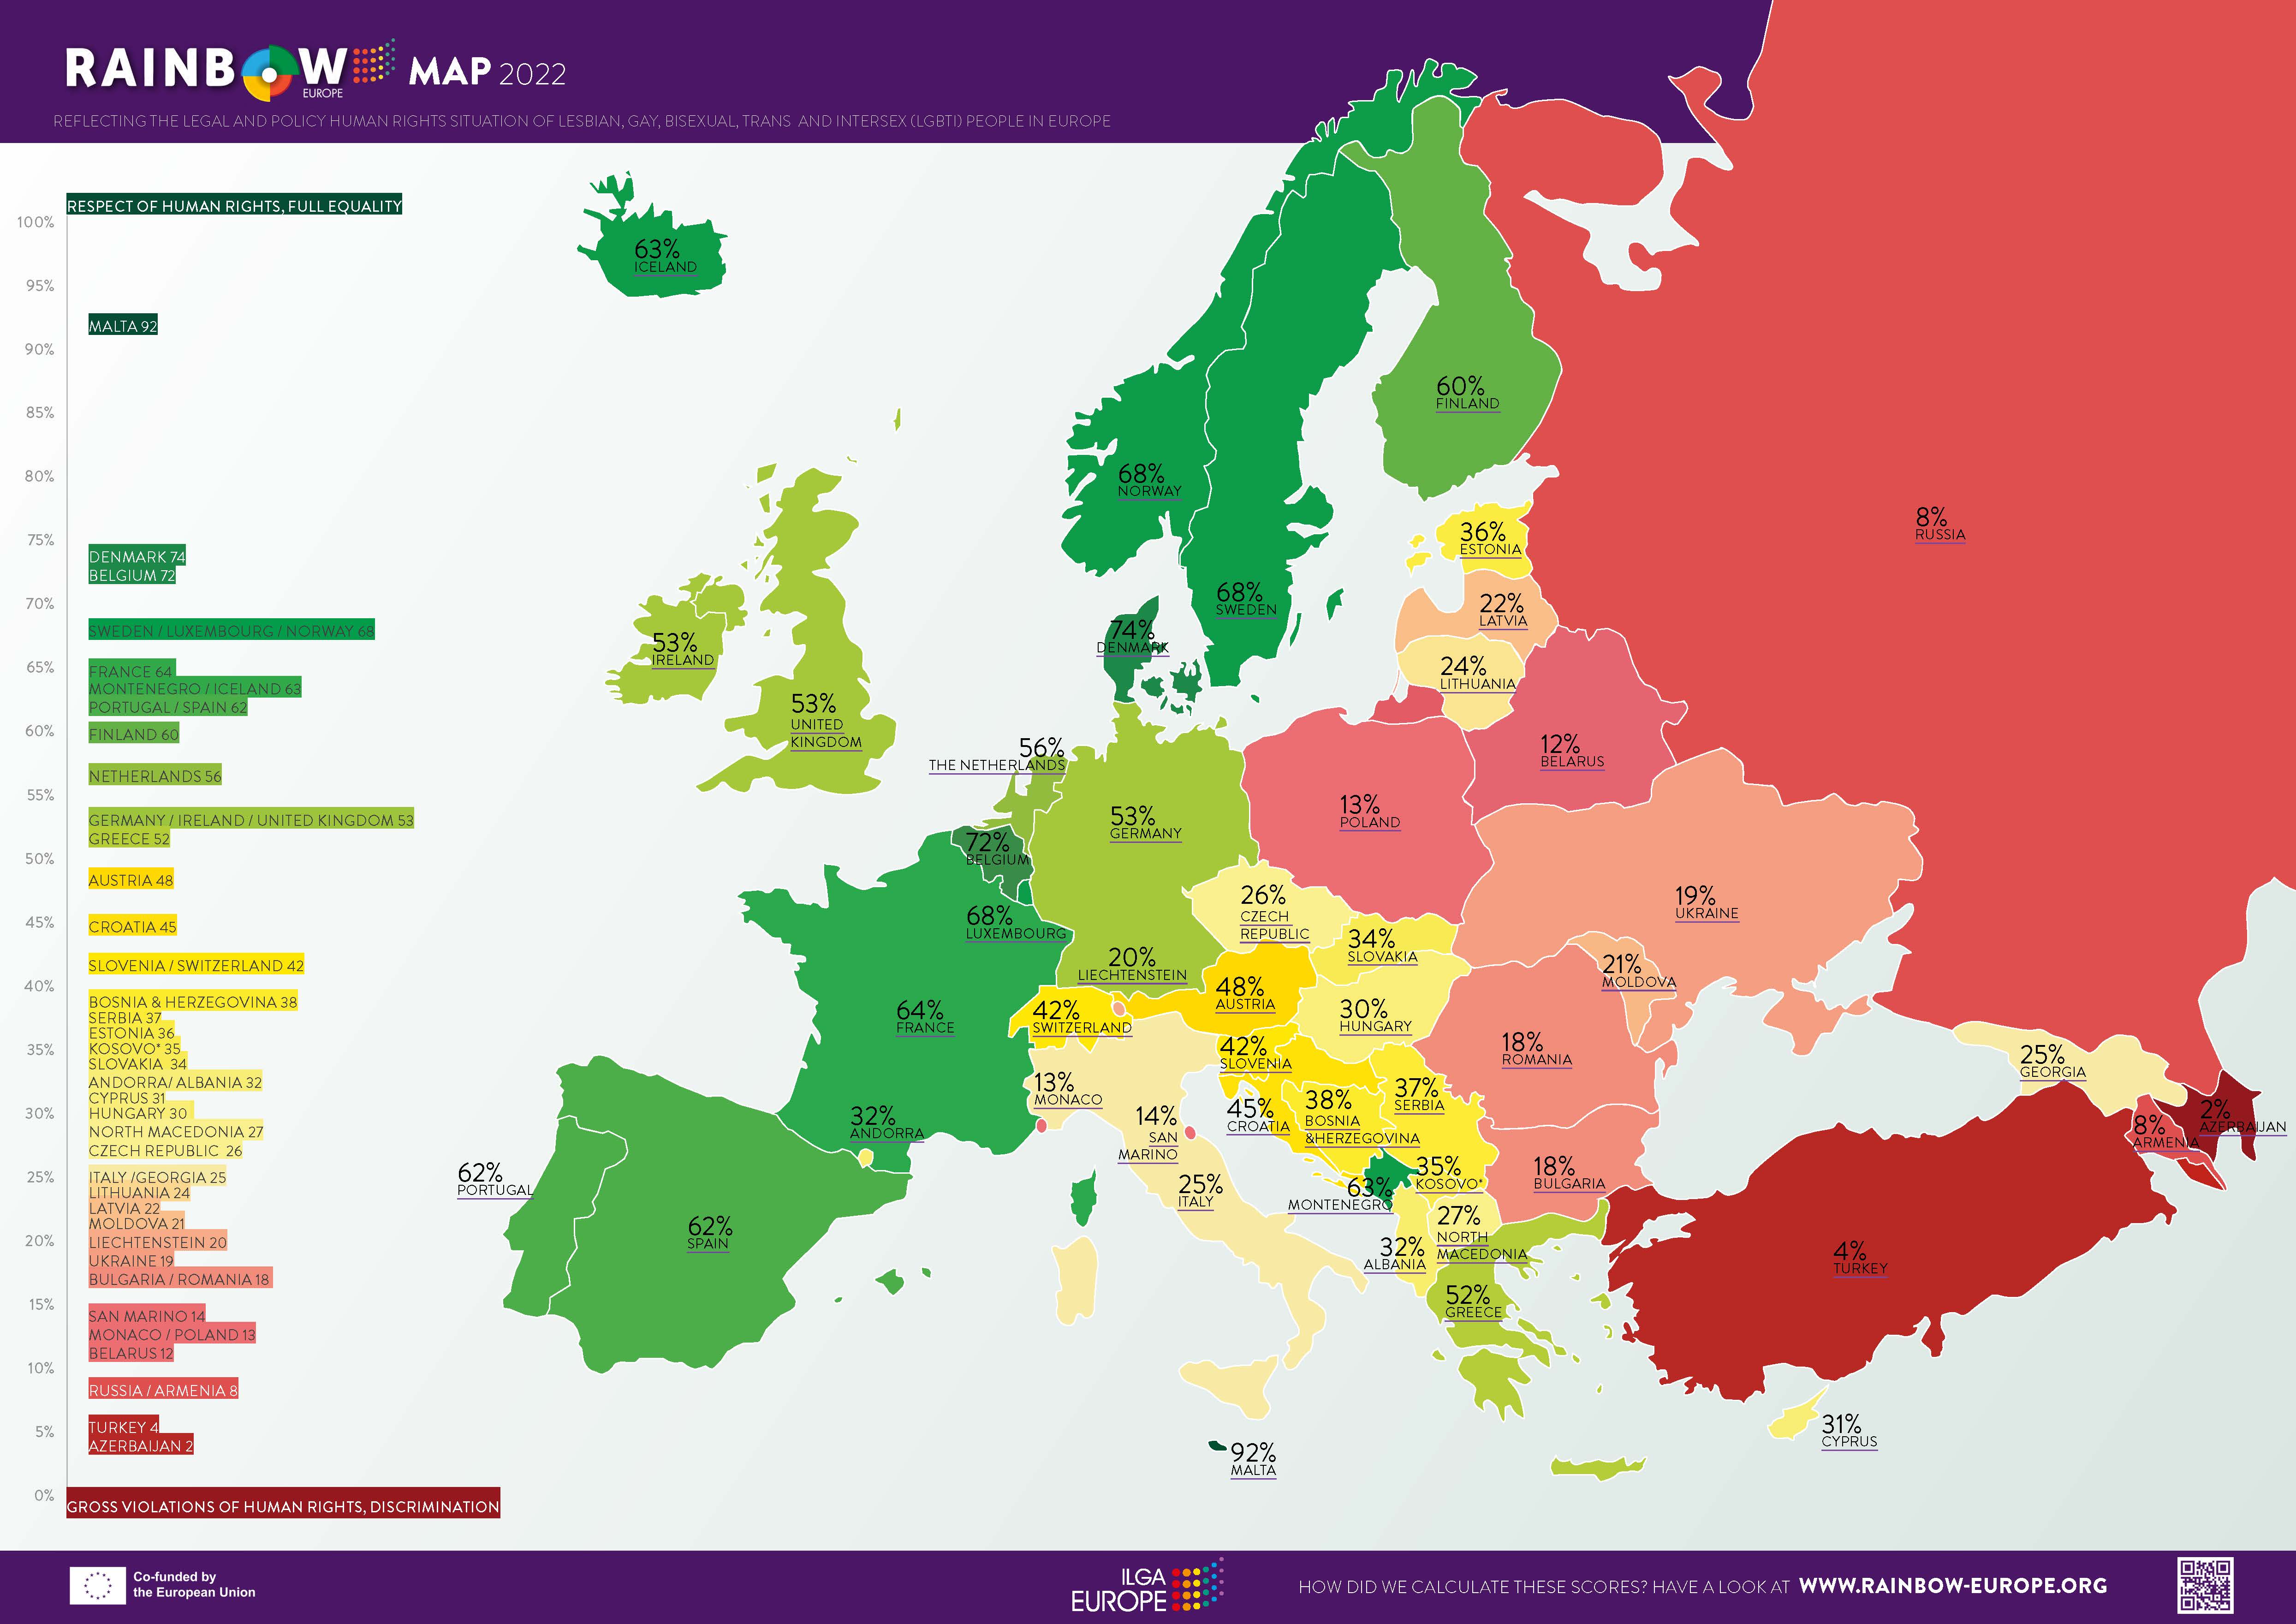 RAINBOW
EUROPE
MAP 2022
REFLECTING THE LEGAL AND POLICY HUMAN RIGHTS SITUATION OF LESBIAN, GAY, BISEXUAL, TRANS AND INTERSEX (LGBTI) PEOPLE IN EUROPE
RESPECT OF HUMAN RIGHTS, FULL EQUALITY
100%
95%
MALTA 92
90%
85%
80%
75%
DENMARK 74
BELGIUM 72
70%
SWEDEN / LUXEMBOURG / NORWAY 68
65%
FRANCE 64
MONTENEGRO / ICELAND 63
PORTUGAL / SPAIN 62
60%
FINLAND 60
NETHERLANDS 56
55%
GERMANY / IRELAND / UNITED KINGDOM 53
GREECE 52
50%
AUSTRIA 48
45%
CROATIA 45
SLOVENIA / SWITZERLAND 42
40%
BOSNIA & HERZEGOVINA 38
SERBIA 37
ESTONIA 36
KOSOVO* 35
35%
SLOVAKIA 34
ANDORRA/ ALBANIA 32
CYPRUS 31
HUNGARY 30
30%
NORTH MACEDONIA 27
CZECH REPUBLIC 26
25%
ITALY /GEORGIA 25
LITHUANIA 24
LATVIA 22
MOLDOVA 21
LIECHTENSTEIN 20
20%
UKRAINE 19
BULGARIA / ROMANIA 18
15%
SAN MARINO 14
MONACO / POLAND 13
BELARUS 12
10%
RUSSIA / ARMENIA 8
5%
TURKEY 4
AZERBAIJAN 2
0%
GROSS VIOLATIONS OF HUMAN RIGHTS, DISCRIMINATION
63%
ICELAND
60%
FINLAND
68%
NORWAY
68%
SWEDEN
8%
RUSSIA
36%
ESTONIA
22%
LATVIA
24%
LITHUANIA
74%
DENMARK
53%
IRELAND
53%
UNITED
KINGDOM
56%
THE NETHERLANDS
12%
BELARUS
13%
POLAND
53%
GERMANY
72%
BELGIUM
68%
LUXEMBOURG
26%
CZECH
REPUBLIC
34%
SLOVAKIA
19%
UKRAINE
20%
LIECHTENSTEIN
21%
MOLDOVA
48%
AUSTRIA
64%
FRANCE
42%
SWITZERLAND
30%
HUNGARY
42%
SLOVENIA
18%
ROMANIA
25%
GEORGIA
13%
MONACO
37%
SERBIA
38%
BOSNIA
&HERZEGOVINA
45%
CROATIA
14%
SAN
MARINO
32%
ANDORRA
2%
AZERBAIJAN
8%
ARMENIA
62%
PORTUGAL
25%
ITALY
63%
MONTENEGRO
35%
KOSOVO*
18%
BULGARIA
62%
SPAIN
27%
NORTH
MACEDONIA
32%
ALBANIA
4%
TURKEY
52%
GREECE
31%
CYPRUS
92%
MALTA
Co-funded by
the European Union
ILGA
EUROPE
HOW DID WE CALCULATE THESE SCORES? HAVE A LOOK AT WWW.RAINBOW-EUROPE.ORG